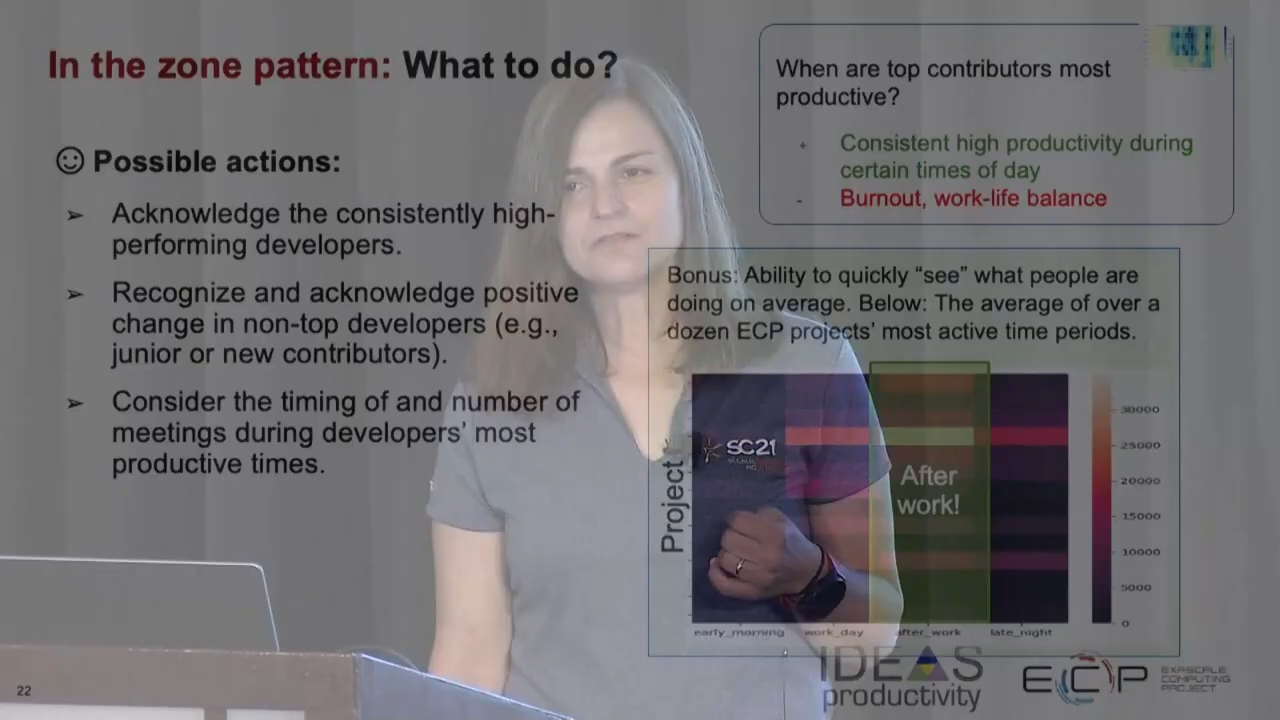 In the zone pattern: What to do?
Possible actions:
➢ Acknowledge the consistently high-
performing developers.
➢ Recognize and acknowledge positive
change in non-top developers (e.g.,
junior or new contributors).
➢ Consider the timing of and number of
meetings during developers' most
productive times.
22
When are top contributors most
productive?
+ Consistent high productivity during
certain times of day
- Burnout, work-life balance
Bonus: Ability to quickly “see” what people are
doing on average. Below: The average of over a
dozen ECP projects' most active time periods.
Project
SC21
After
work!
30000
25000
20000
15000
10000
5000
0
early_morning work_day after_work late_night
IDEAS
productivity
ECP
EXASCALE
COMPUTING
PROJECT